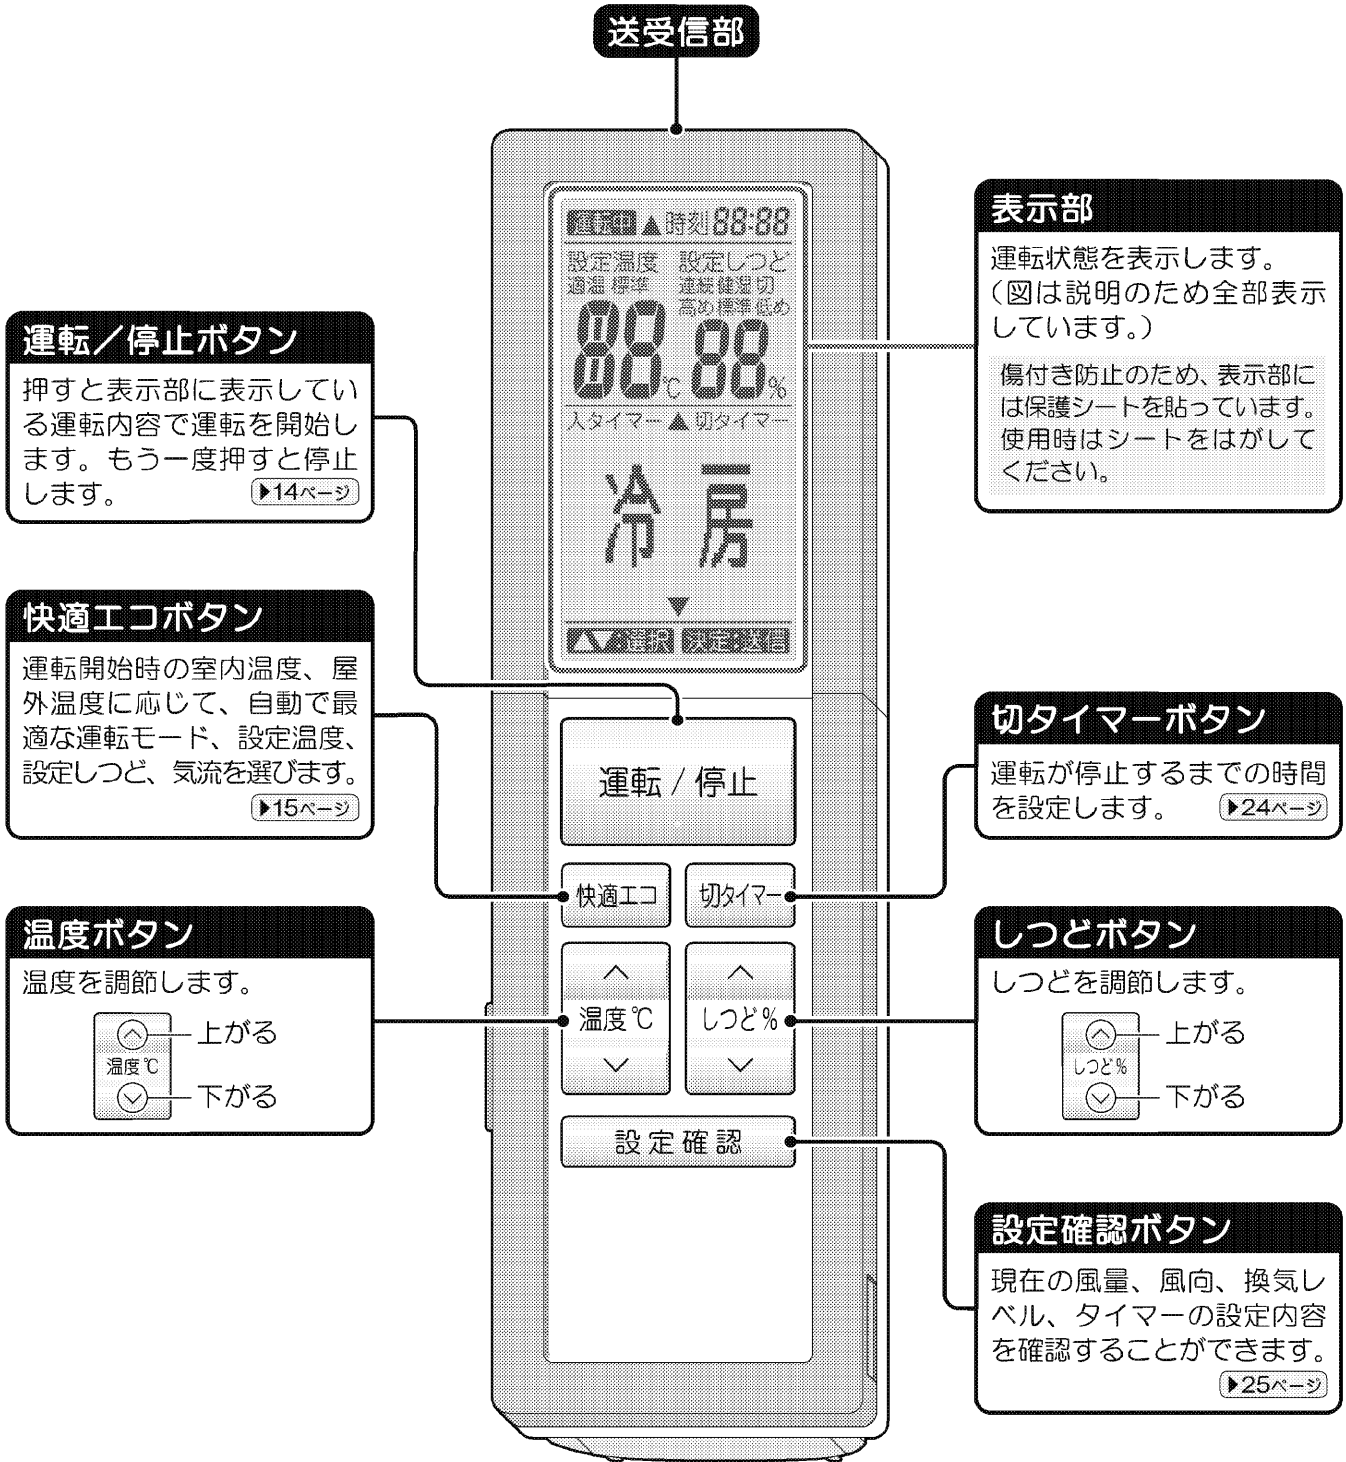 送受信部
表示部
運転状態を表示します。
（図は説明のため全部表示
しています。）
傷付き防止のため、表示部に
は保護シートを貼っています。
使用時はシートをはがして
ください。
運転中 ▲ 時刻 88:88
設定温度 設定しつど
適温 標準 連続 健湿 切
高め 標準 低め
88℃ 88%
入タイマー ▲ 切タイマー
冷房
▼
▲▼・選択 決定・送信
運転／停止ボタン
押すと表示部に表示してい
る運転内容で運転を開始し
ます。もう一度押すと停止
します。 ▶14ページ
快適エコボタン
運転開始時の室内温度、屋
外温度に応じて、自動で最
適な運転モード、設定温度、
設定しつど、気流を選びます。
▶15ページ
温度ボタン
温度を調節します。
上がる
温度℃
下がる
運転 / 停止
快適エコ 切タイマー
温度℃ しつど%
設定確認
切タイマーボタン
運転が停止するまでの時間
を設定します。 ▶24ページ
しつどボタン
しつどを調節します。
上がる
しつど%
下がる
設定確認ボタン
現在の風量、風向、換気レ
ベル、タイマーの設定内容
を確認することができます。
▶25ページ